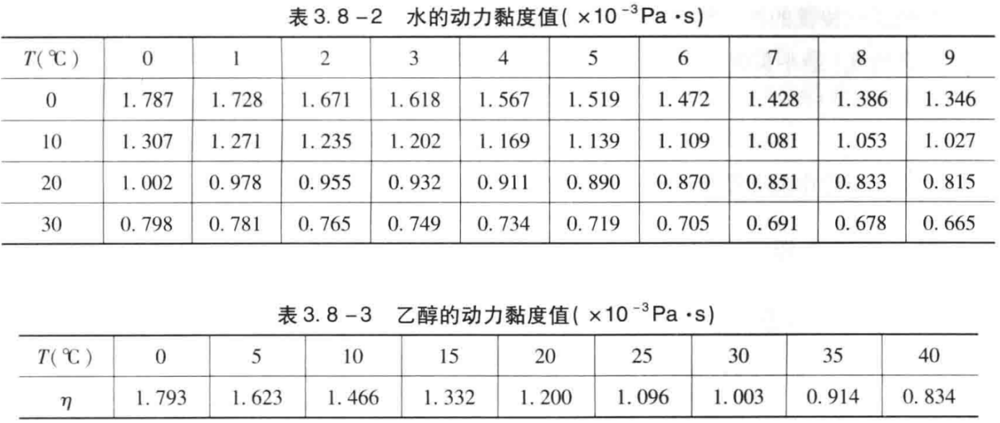 表3.8-2 水的动力黏度值(×10⁻³Pa·s)
T(℃) 0 1 2 3 4 5 6 7 8 9
0 1.787 1.728 1.671 1.618 1.567 1.519 1.472 1.428 1.386 1.346
10 1.307 1.271 1.235 1.202 1.169 1.139 1.109 1.081 1.053 1.027
20 1.002 0.978 0.955 0.932 0.911 0.890 0.870 0.851 0.833 0.815
30 0.798 0.781 0.765 0.749 0.734 0.719 0.705 0.691 0.678 0.665
表3.8-3 乙醇的动力黏度值(×10⁻³Pa·s)
T(℃) 0 5 10 15 20 25 30 35 40
η 1.793 1.623 1.466 1.332 1.200 1.096 1.003 0.914 0.834